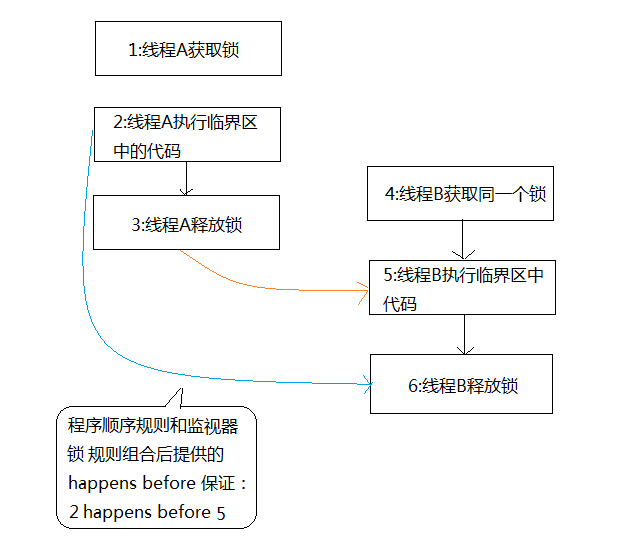 1:线程A获取锁
2:线程A执行临界区
中的代码
3:线程A释放锁
4:线程B获取同一个锁
5:线程B执行临界区中
代码
6:线程B释放锁
程序顺序规则和监视器
锁 规则组合后提供的
happens before 保证：
2 happens before 5